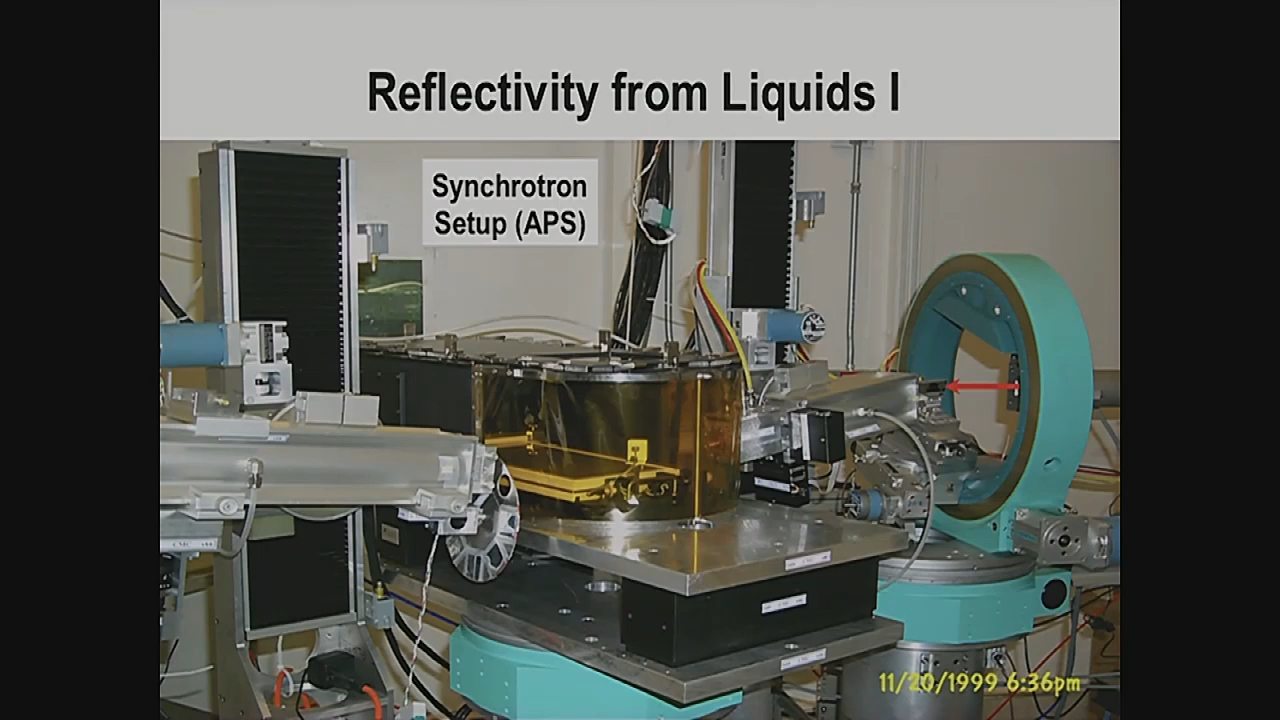 Reflectivity from Liquids I
Synchrotron
Setup (APS)
11/20/1999 6:36pm